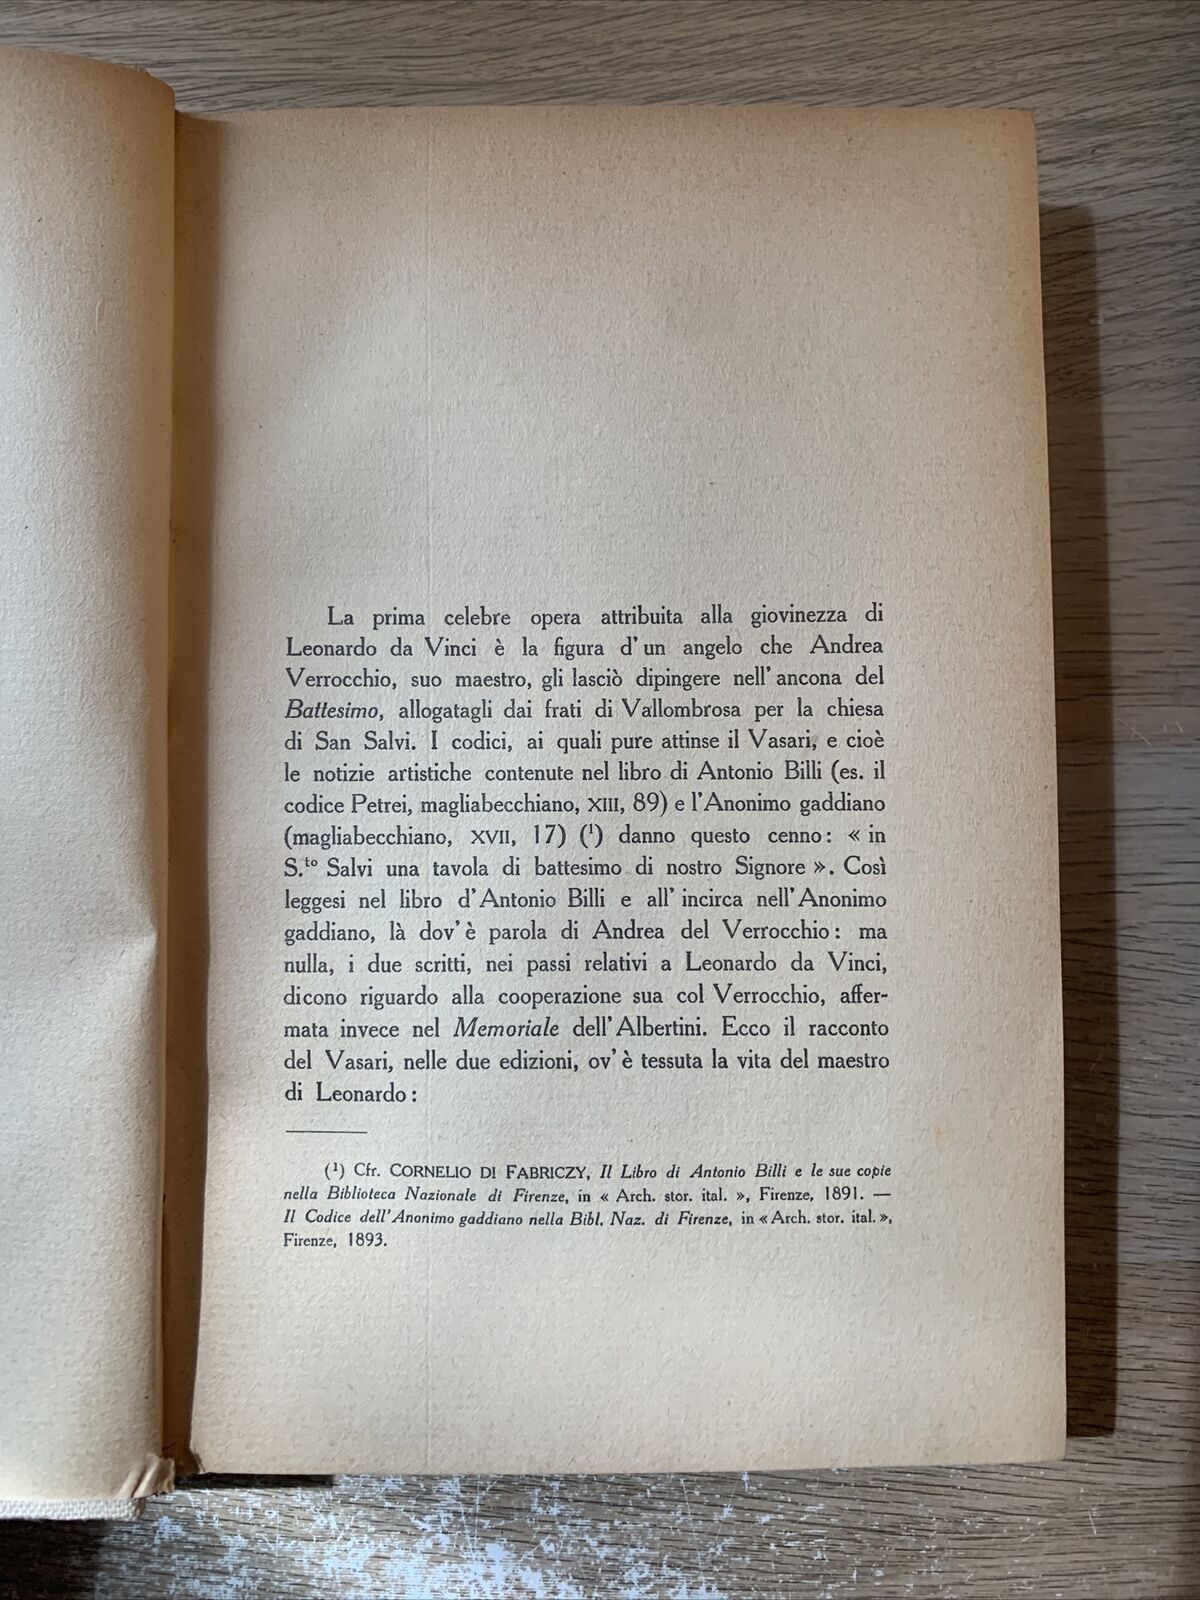 La prima celebre opera attribuita alla giovinezza di
Leonardo da Vinci è la figura d'un angelo che Andrea
Verrocchio, suo maestro, gli lasciò dipingere nell'ancona del
Battesimo, allogatagli dai frati di Vallombrosa per la chiesa
di San Salvi. I codici, ai quali pure attinse il Vasari, e cioè
le notizie artistiche contenute nel libro di Antonio Billi (es. il
codice Petrei, magliabecchiano, XIII, 89) e l'Anonimo gaddiano
(magliabecchiano, XVII, 17) (¹) danno questo cenno: « in
S.to Salvi una tavola di battesimo di nostro Signore ». Così
leggesi nel libro d'Antonio Billi e all'incirca nell'Anonimo
gaddiano, là dov'è parola di Andrea del Verrocchio: ma
nulla, i due scritti, nei passi relativi a Leonardo da Vinci,
dicono riguardo alla cooperazione sua col Verrocchio, affer-
mata invece nel Memoriale dell'Albertini. Ecco il racconto
del Vasari, nelle due edizioni, ov'è tessuta la vita del maestro
di Leonardo:
(¹) Cfr. CORNELIO DI FABRICZY, Il Libro di Antonio Billi e le sue copie
nella Biblioteca Nazionale di Firenze, in « Arch. stor. ital. », Firenze, 1891. —
Il Codice dell'Anonimo gaddiano nella Bibl. Naz. di Firenze, in « Arch. stor. ital. »,
Firenze, 1893.